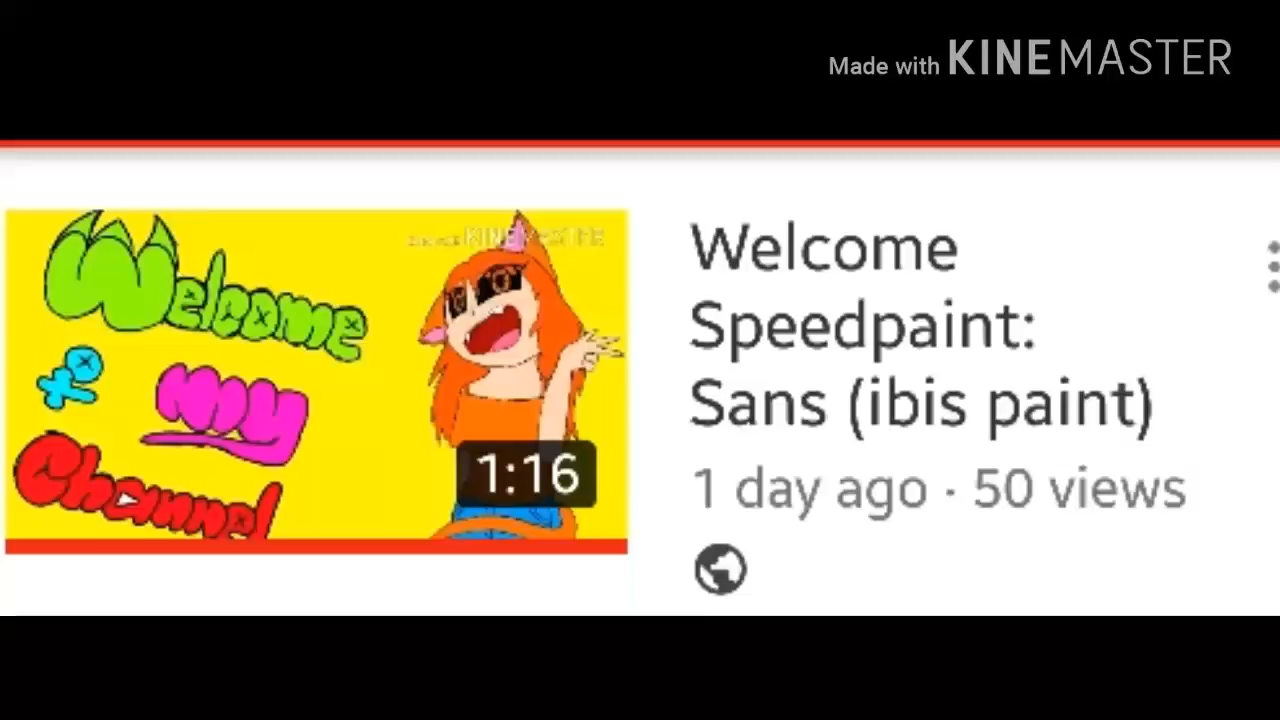 Made with KINEMASTER
Welcome
to
my
Channel
1:16
Welcome
Speedpaint:
Sans (ibis paint)
1 day ago · 50 views